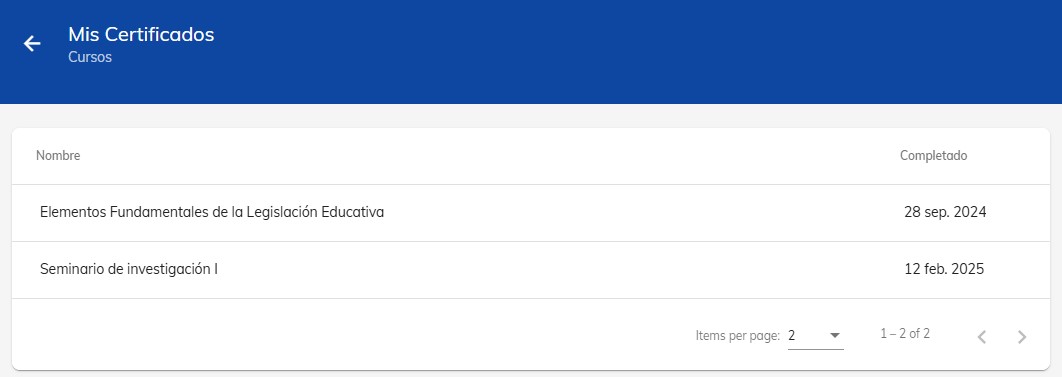 Mis Certificados
Cursos
Nombre Completado
Elementos Fundamentales de la Legislación Educativa 28 sep. 2024
Seminario de investigación I 12 feb. 2025
Items per page: 2 1 – 2 of 2